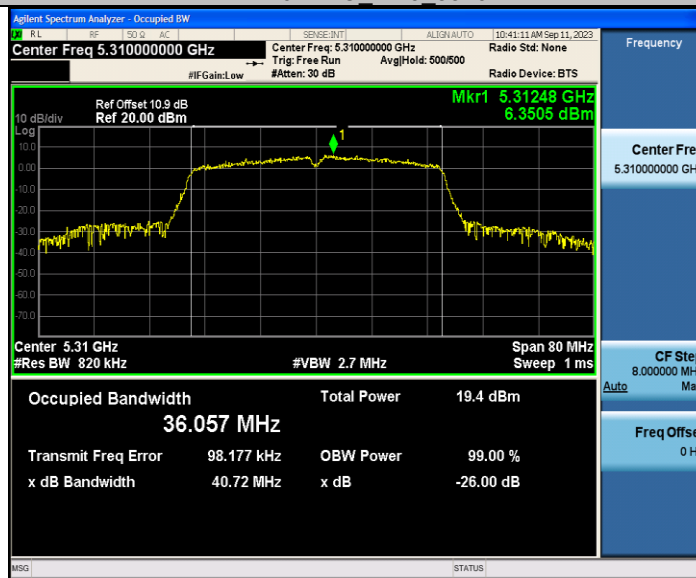 Agilent Spectrum Analyzer - Occupied BW
RL RF 50 Ω AC SENSE:INT ALIGN AUTO 10:41:11 AM Sep 11, 2023
Center Freq 5.310000000 GHz
Center Freq: 5.310000000 GHz
Radio Std: None
Trig: Free Run Avg|Hold: 500/500
#IFGain:Low #Atten: 30 dB Radio Device: BTS
Frequency
Ref Offset 10.9 dB
Mkr1 5.31248 GHz
10 dB/div Ref 20.00 dBm 6.3505 dBm
Log
1
10.0
0.00
-10.0
-20.0
-30.0
-40.0
-50.0
-60.0
-70.0
Center 5.31 GHz Span 80 MHz
#Res BW 820 kHz #VBW 2.7 MHz Sweep 1 ms
Occupied Bandwidth Total Power 19.4 dBm
36.057 MHz
Transmit Freq Error 98.177 kHz OBW Power 99.00 %
x dB Bandwidth 40.72 MHz x dB -26.00 dB
Center Fre
5.310000000 GH
CF Ste
8.000000 MH
Auto Ma
Freq Offse
0 H
MSG STATUS